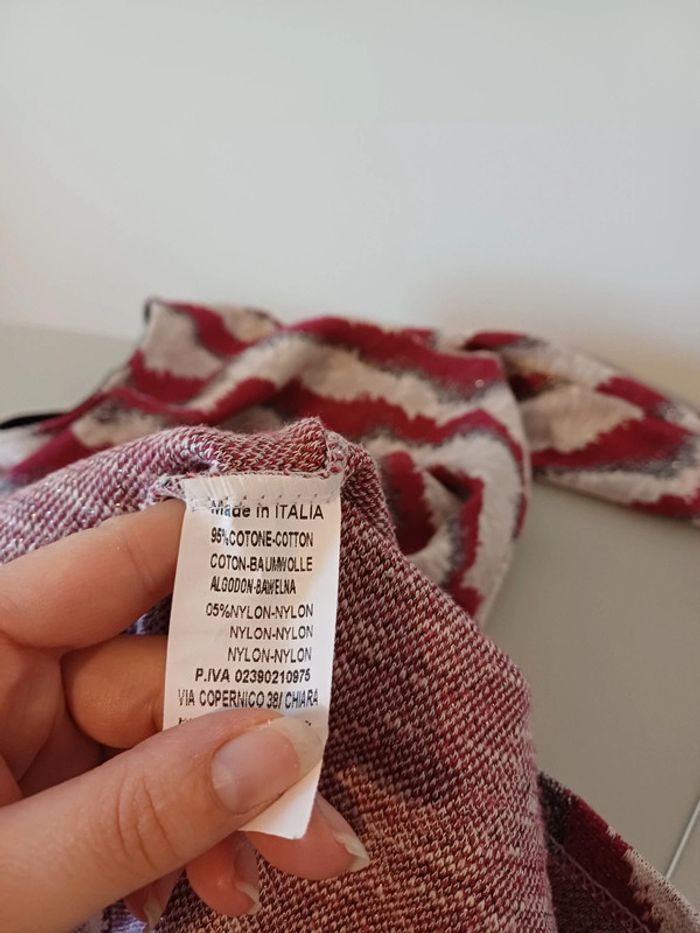 Made in ITALIA
95%COTONE-COTTON
COTON-BAUMWOLLE
ALGODON-BAWELNA
05%NYLON-NYLON
NYLON-NYLON
NYLON-NYLON
P.IVA 02390210975
VIA COPERNICO 38/ CHIARA